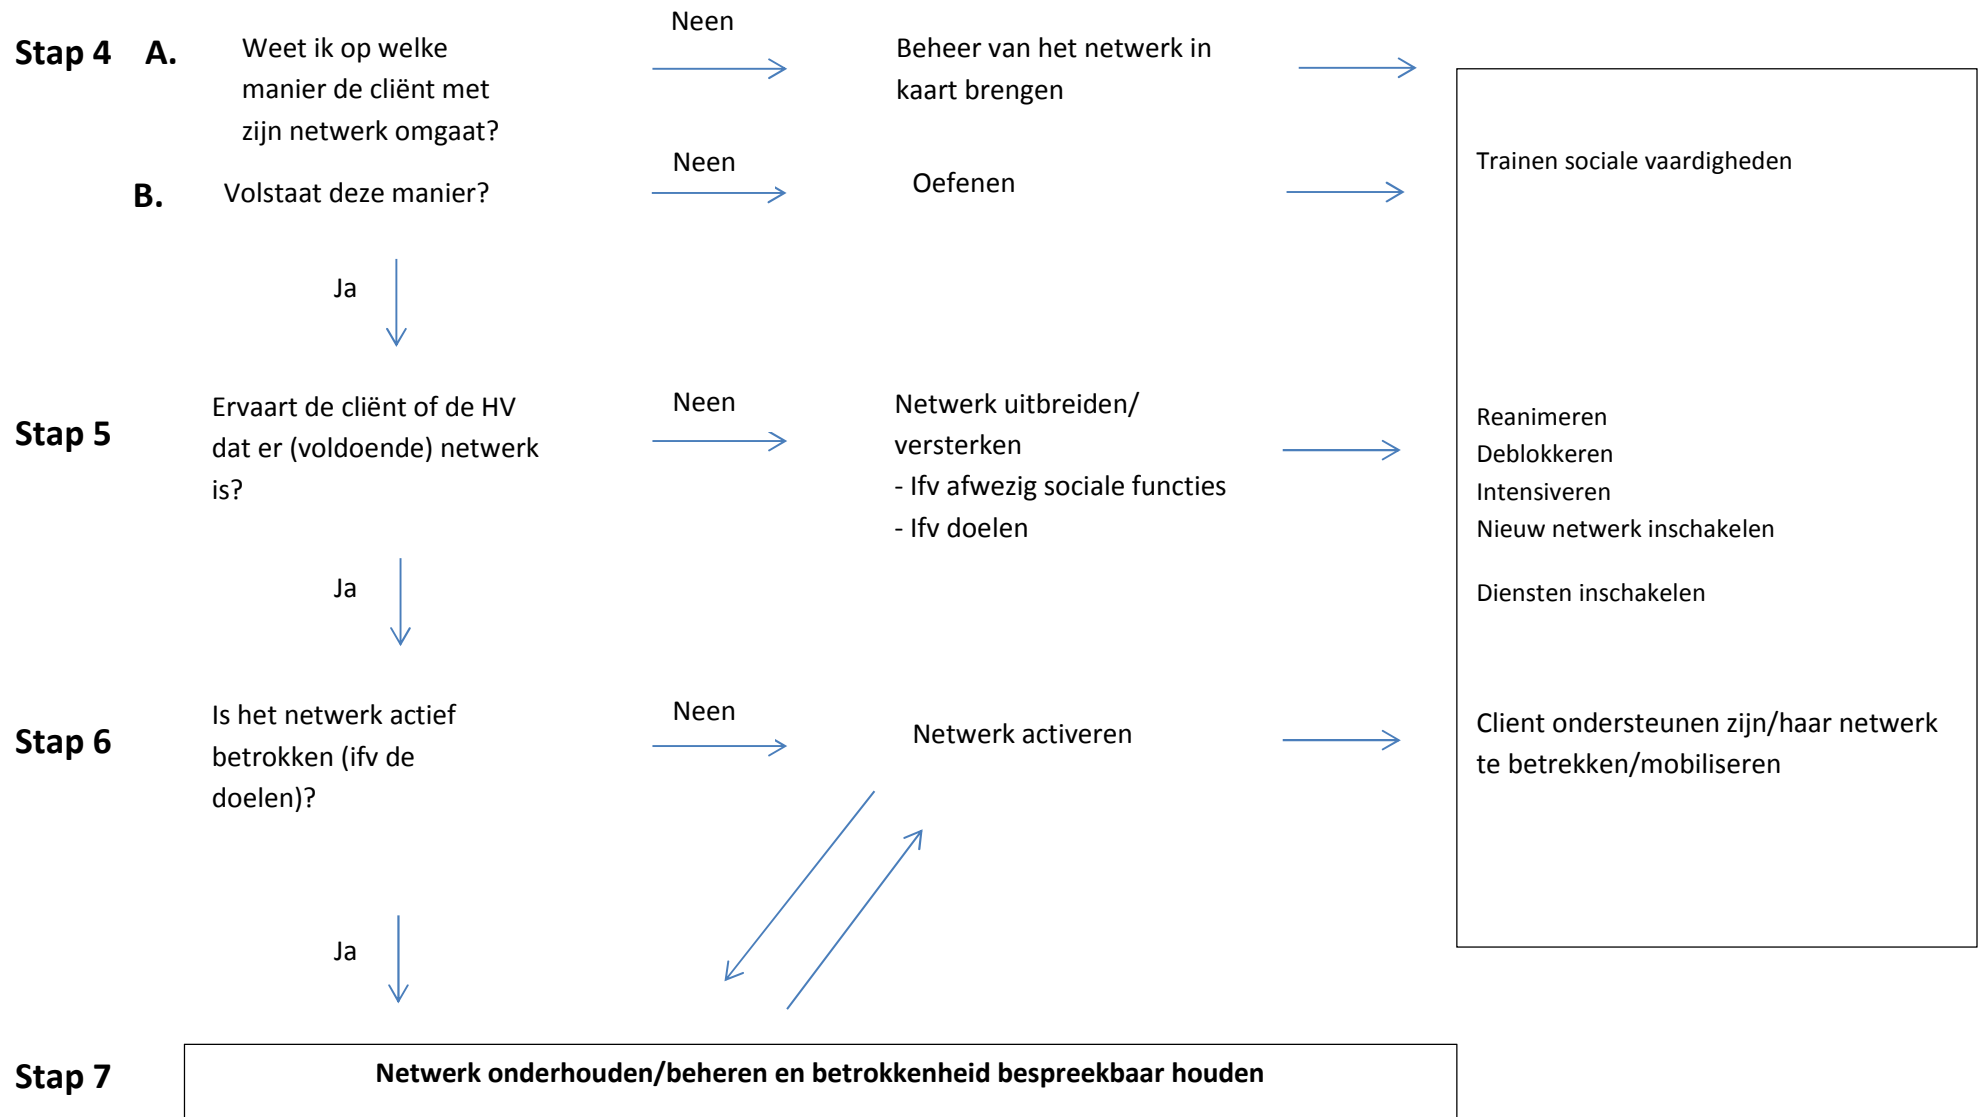 Stap 4 A.
Weet ik op welke
manier de cliënt met
zijn netwerk omgaat?
Neen
Beheer van het netwerk in
kaart brengen
B.
Volstaat deze manier?
Neen
Oefenen
Trainen sociale vaardigheden
Ja
Stap 5
Ervaart de cliënt of de HV
dat er (voldoende) netwerk
is?
Neen
Netwerk uitbreiden/
versterken
- Ifv afwezig sociale functies
- Ifv doelen
Reanimeren
Deblokkeren
Intensiveren
Nieuw netwerk inschakelen
Diensten inschakelen
Ja
Stap 6
Is het netwerk actief
betrokken (ifv de
doelen)?
Neen
Netwerk activeren
Client ondersteunen zijn/haar netwerk
te betrekken/mobiliseren
Ja
Stap 7
Netwerk onderhouden/beheren en betrokkenheid bespreekbaar houden